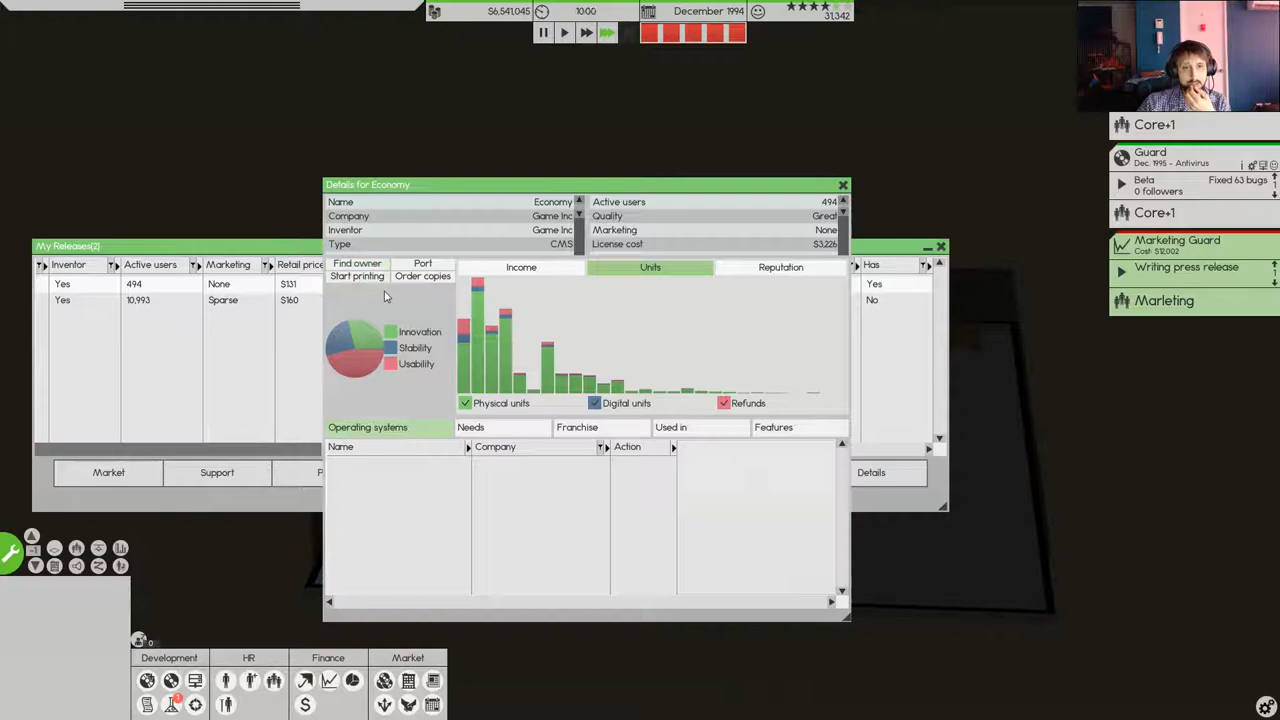 $6,541,045
10:00
December 1994
31,342
Core+1
Guard
Dec. 1995 - Antivirus
Beta
Fixed 63 bugs
0 followers
Core+1
Marketing Guard
Cost: $12,002
Writing press release
Marleting
My Releases(2)
Inventor
Active users
Marketing
Retail price
Has
Yes
494
None
$131
Yes
Yes
10,993
Sparse
$160
No
Market
Support
P
Details
Details for Economy
Name
Economy
Company
Game Inc
Inventor
Game Inc
Type
CMS
Active users
494
Quality
Great
Marketing
None
License cost
$3,226
Find owner
Port
Start printing
Order copies
Income
Units
Reputation
Innovation
Stability
Usability
Physical units
Digital units
Refunds
Operating systems
Needs
Franchise
Used in
Features
Name
Company
Action
-1
0
Development
HR
Finance
Market
1